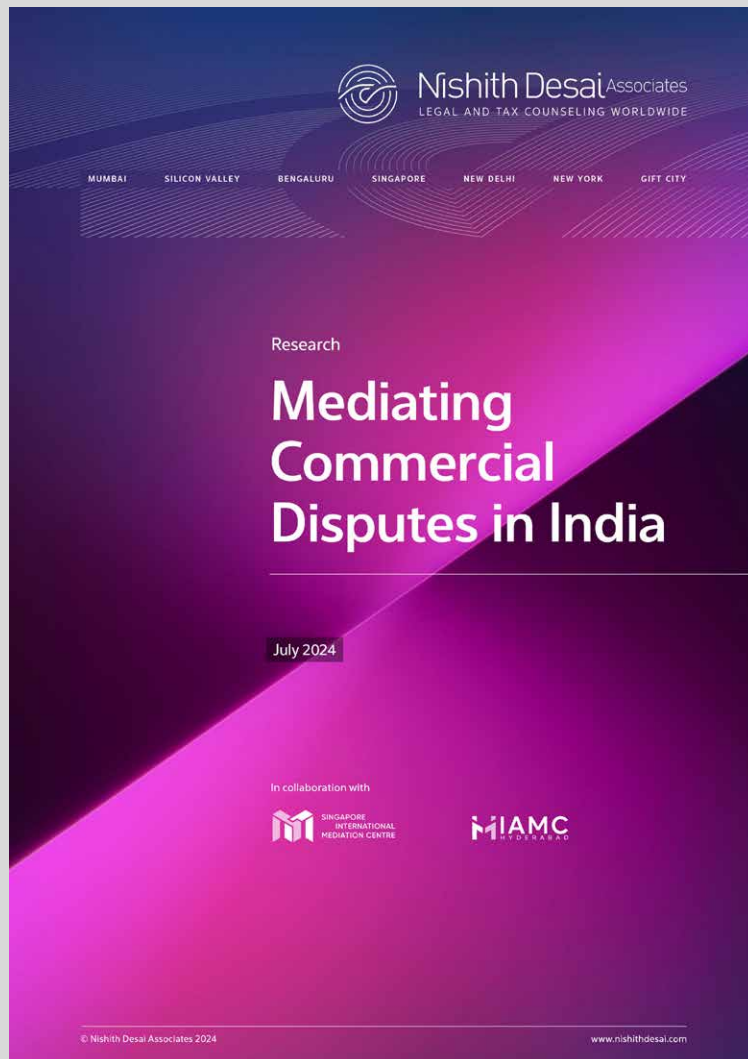 Nishith Desai Associates
LEGAL AND TAX COUNSELING WORLDWIDE
MUMBAI SILICON VALLEY BENGALURU SINGAPORE NEW DELHI NEW YORK GIFT CITY
Research
Mediating
Commercial
Disputes in India
July 2024
In collaboration with
SINGAPORE
INTERNATIONAL
MEDIATION CENTRE
IAMC
HYDERABAD
© Nishith Desai Associates 2024
www.nishithdesai.com